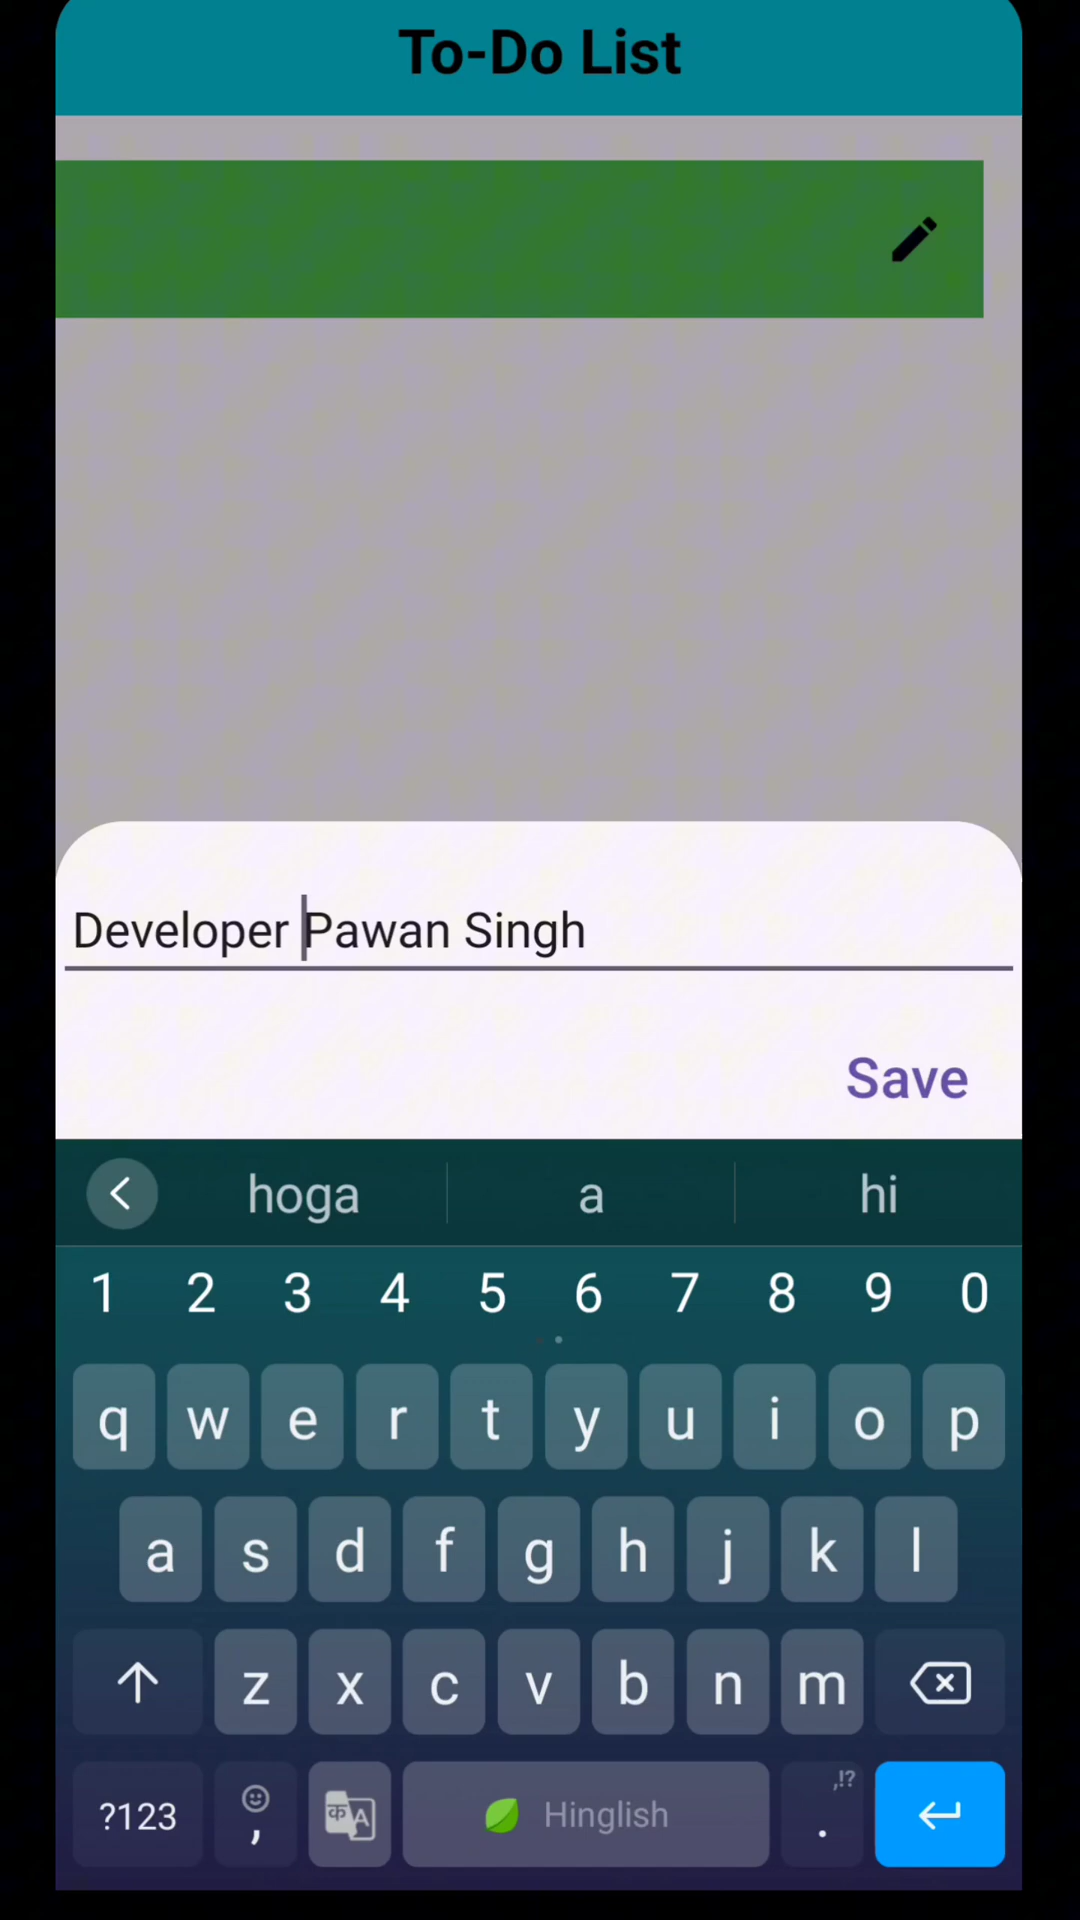 To-Do List
Developer Pawan Singh
Save
hoga a hi
1 2 3 4 5 6 7 8 9 0
q w e r t y u i o p
a s d f g h j k l
z x c v b n m
,!?
?123 , क A Hinglish .